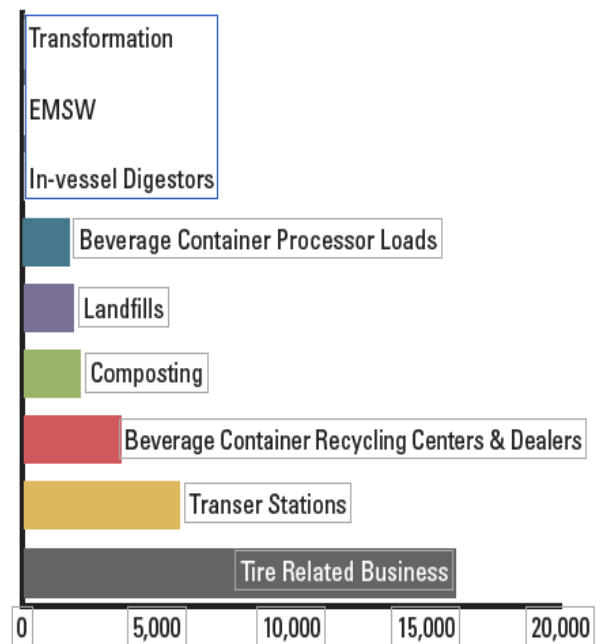 Transformation
EMSW
In-vessel Digestors
Beverage Container Processor Loads
Landfills
Composting
Beverage Container Recycling Centers & Dealers
Transer Stations
Tire Related Business
0 5,000 10,000 15,000 20,000